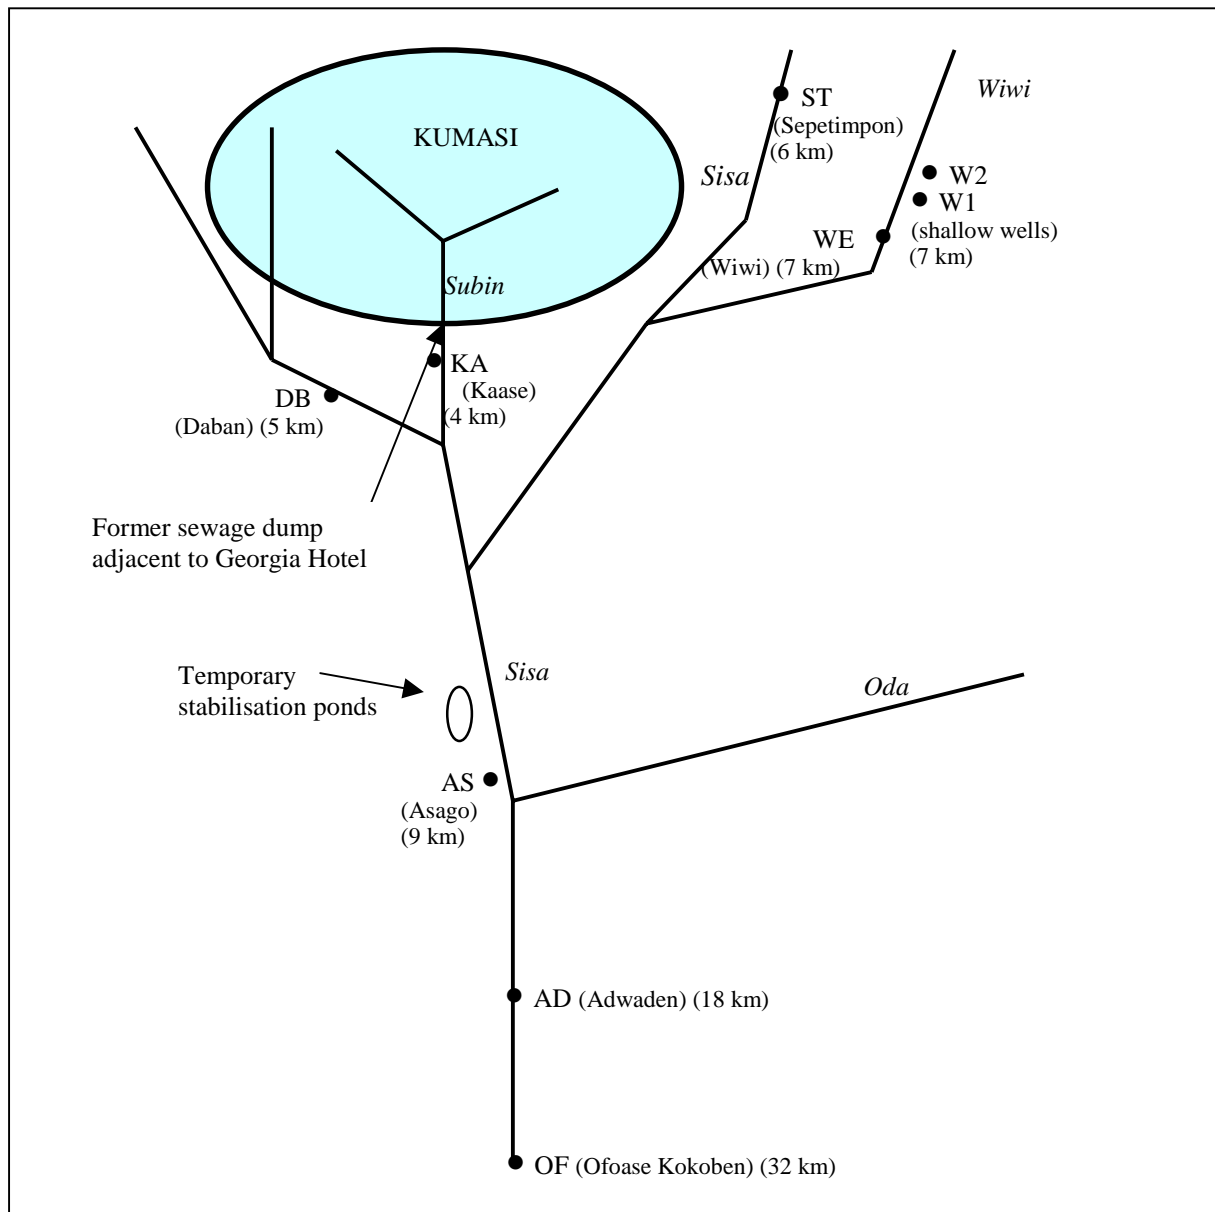 KUMASI
ST
(Sepetimpon)
(6 km)
Wiwi
Sisa
W2
W1
(shallow wells)
(7 km)
WE
(Wiwi) (7 km)
Subin
KA
(Kaase)
(4 km)
DB
(Daban) (5 km)
Former sewage dump
adjacent to Georgia Hotel
Temporary
stabilisation ponds
Sisa
Oda
AS
(Asago)
(9 km)
AD (Adwaden) (18 km)
OF (Ofoase Kokoben) (32 km)